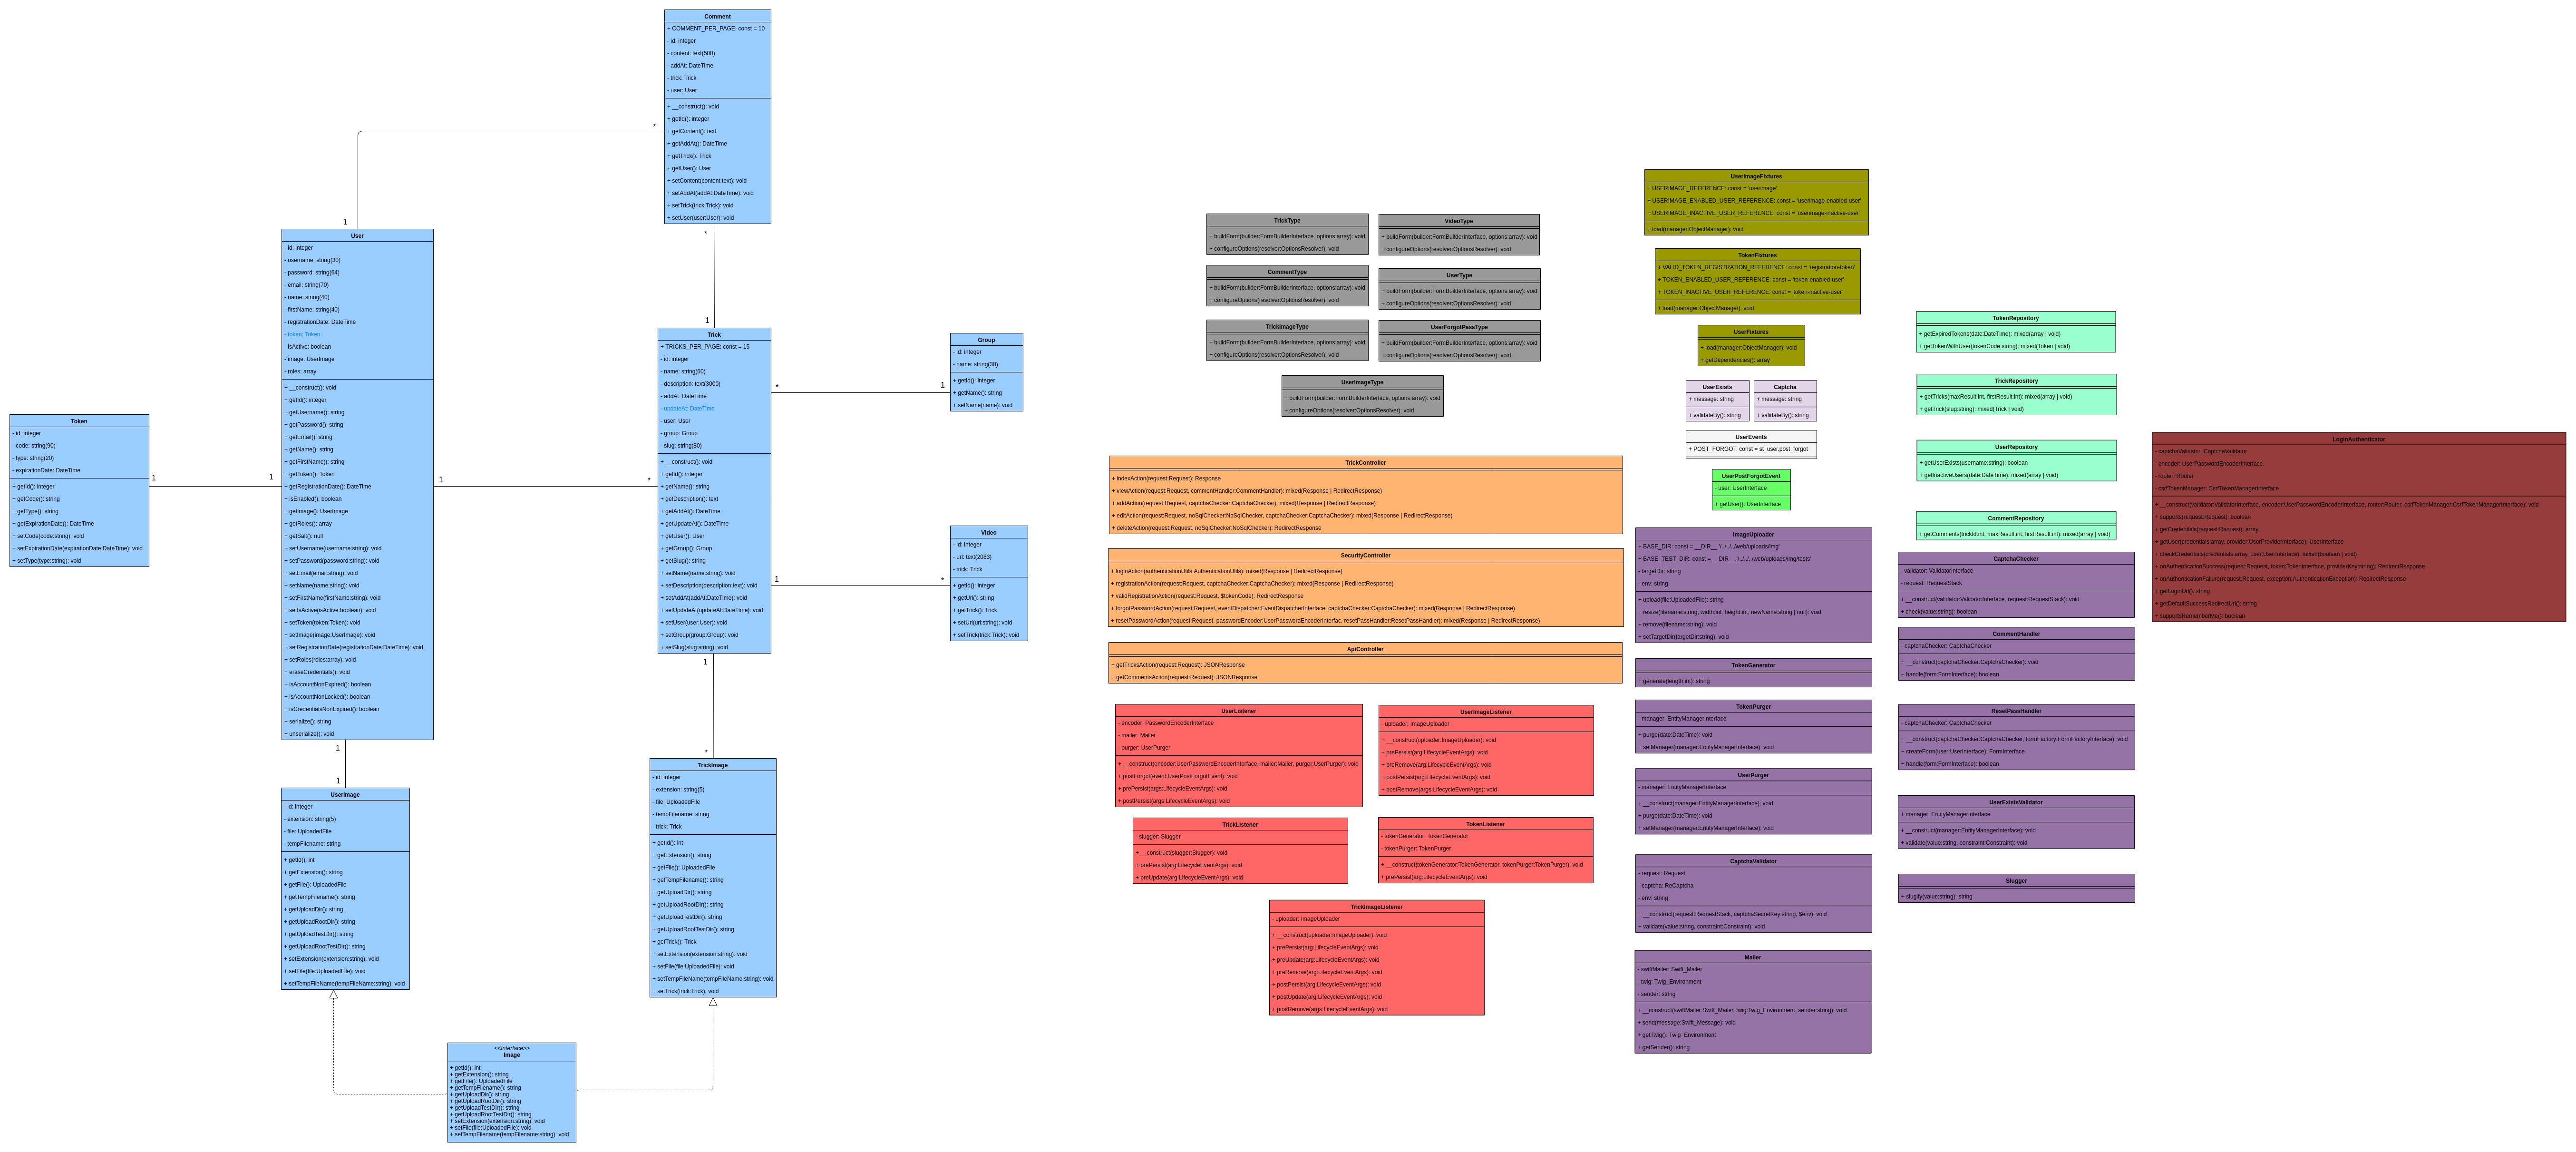 Comment
+ COMMENT_PER_PAGE: const = 10
- id: integer
- content: text(500)
- addAt: DateTime
- trick: Trick
- user: User
+ __construct(): void
+ getId(): integer
+ getContent(): text
+ getAddAt(): DateTime
+ getTrick(): Trick
+ getUser(): User
+ setContent(content:text): void
+ setAddAt(addAt:DateTime): void
+ setTrick(trick:Trick): void
+ setUser(user:User): void
*
1
*
1
User
- id: integer
- username: string(30)
- password: string(64)
- email: string(70)
- name: string(40)
- firstName: string(40)
- registrationDate: DateTime
- token: Token
- isActive: boolean
- image: UserImage
- roles: array
+ __construct(): void
+ getId(): integer
+ getUsername(): string
+ getPassword(): string
+ getEmail(): string
+ getName(): string
+ getFirstName(): string
+ getToken(): Token
+ getRegistrationDate(): DateTime
+ isEnabled(): boolean
+ getImage(): UserImage
+ getRoles(): array
+ getSalt(): null
+ setUsername(username:string): void
+ setPassword(password:string): void
+ setEmail(email:string): void
+ setName(name:string): void
+ setFirstName(firstName:string): void
+ setIsActive(isActive:boolean): void
+ setToken(token:Token): void
+ setImage(image:UserImage): void
+ setRegistrationDate(registrationDate:DateTime): void
+ setRoles(roles:array): void
+ eraseCredentials(): void
+ isAccountNonExpired(): boolean
+ isAccountNonLocked(): boolean
+ isCredentialsNonExpired(): boolean
+ serialize(): string
+ unserialize(): void
Token
- id: integer
- code: string(90)
- type: string(20)
- expirationDate: DateTime
+ getId(): integer
+ getCode(): string
+ getType(): string
+ getExpirationDate(): DateTime
+ setCode(code:string): void
+ setExpirationDate(expirationDate:DateTime): void
+ setType(type:string): void
1
1
1
*
Trick
+ TRICKS_PER_PAGE: const = 15
- id: integer
- name: string(60)
- description: text(3000)
- addAt: DateTime
- updateAt: DateTime
- user: User
- group: Group
- slug: string(80)
+ __construct(): void
+ getId(): integer
+ getName(): string
+ getDescription(): text
+ getAddAt(): DateTime
+ getUpdateAt(): DateTime
+ getUser(): User
+ getGroup(): Group
+ getSlug(): string
+ setName(name:string): void
+ setDescription(description:text): void
+ setAddAt(addAt:DateTime): void
+ setUpdateAt(updateAt:DateTime): void
+ setUser(user:User): void
+ setGroup(group:Group): void
+ setSlug(slug:string): void
*
1
Group
- id: integer
- name: string(30)
+ getId(): integer
+ getName(): string
+ setName(name): void
1
*
Video
- id: integer
- url: text(2083)
- trick: Trick
+ getId(): integer
+ getUrl(): string
+ getTrick(): Trick
+ setUrl(url:string): void
+ setTrick(trick:Trick): void
1
*
1
1
UserImage
- id: integer
- extension: string(5)
- file: UploadedFile
- tempFilename: string
+ getId(): int
+ getExtension(): string
+ getFile(): UploadedFile
+ getTempFilename(): string
+ getUploadDir(): string
+ getUploadRootDir(): string
+ getUploadTestDir(): string
+ getUploadRootTestDir(): string
+ setExtension(extension:string): void
+ setFile(file:UploadedFile): void
+ setTempFileName(tempFileName:string): void
TrickImage
- id: integer
- extension: string(5)
- file: UploadedFile
- tempFilename: string
- trick: Trick
+ getId(): int
+ getExtension(): string
+ getFile(): UploadedFile
+ getTempFilename(): string
+ getUploadDir(): string
+ getUploadRootDir(): string
+ getUploadTestDir(): string
+ getUploadRootTestDir(): string
+ getTrick(): Trick
+ setExtension(extension:string): void
+ setFile(file:UploadedFile): void
+ setTempFileName(tempFileName:string): void
+ setTrick(trick:Trick): void
<<Interface>>
Image
+ getId(): int
+ getExtension(): string
+ getFile(): UploadedFile
+ getTempFilename(): string
+ getUploadDir(): string
+ getUploadRootDir(): string
+ getUploadTestDir(): string
+ getUploadRootTestDir(): string
+ setExtension(extension:string): void
+ setFile(file:UploadedFile): void
+ setTempFilename(tempFilename:string): void
TrickType
+ buildForm(builder:FormBuilderInterface, options:array): void
+ configureOptions(resolver:OptionsResolver): void
VideoType
+ buildForm(builder:FormBuilderInterface, options:array): void
+ configureOptions(resolver:OptionsResolver): void
CommentType
+ buildForm(builder:FormBuilderInterface, options:array): void
+ configureOptions(resolver:OptionsResolver): void
UserType
+ buildForm(builder:FormBuilderInterface, options:array): void
+ configureOptions(resolver:OptionsResolver): void
TrickImageType
+ buildForm(builder:FormBuilderInterface, options:array): void
+ configureOptions(resolver:OptionsResolver): void
UserForgotPassType
+ buildForm(builder:FormBuilderInterface, options:array): void
+ configureOptions(resolver:OptionsResolver): void
UserImageType
+ buildForm(builder:FormBuilderInterface, options:array): void
+ configureOptions(resolver:OptionsResolver): void
TrickController
+ indexAction(request:Request): Response
+ viewAction(request:Request, commentHandler:CommentHandler): mixed(Response | RedirectResponse)
+ addAction(request:Request, captchaChecker:CaptchaChecker): mixed(Response | RedirectResponse)
+ editAction(request:Request, noSqlChecker:NoSqlChecker, captchaChecker:CaptchaChecker): mixed(Response | RedirectResponse)
+ deleteAction(request:Request, noSqlChecker:NoSqlChecker): RedirectResponse
SecurityController
+ loginAction(authenticationUtils:AuthenticationUtils): mixed(Response | RedirectResponse)
+ registrationAction(request:Request, captchaChecker:CaptchaChecker): mixed(Response | RedirectResponse)
+ validRegistrationAction(request:Request, $tokenCode): RedirectResponse
+ forgotPasswordAction(request:Request, eventDispatcher:EventDispatcherInterface, captchaChecker:CaptchaChecker): mixed(Response | RedirectResponse)
+ resetPasswordAction(request:Request, passwordEncoder:UserPasswordEncoderInterfac, resetPassHandler:ResetPassHandler): mixed(Response | RedirectResponse)
ApiController
+ getTricksAction(request:Request): JSONResponse
+ getCommentsAction(request:Request): JSONResponse
UserListener
- encoder: PasswordEncoderInterface
- mailer: Mailer
- purger: UserPurger
+ __construct(encoder:UserPasswordEncoderInterface, mailer:Mailer, purger:UserPurger): void
+ postForgot(event:UserPostForgotEvent): void
+ prePersist(args:LifecycleEventArgs): void
+ postPersist(args:LifecycleEventArgs): void
UserImageListener
- uploader: ImageUploader
+ __construct(uploader:ImageUploader): void
+ prePersist(arg:LifecycleEventArgs): void
+ preRemove(arg:LifecycleEventArgs): void
+ postPersist(arg:LifecycleEventArgs): void
+ postRemove(args:LifecycleEventArgs): void
TrickListener
- slugger: Slugger
+ __construct(slugger:Slugger): void
+ prePersist(arg:LifecycleEventArgs): void
+ preUpdate(arg:LifecycleEventArgs): void
TokenListener
- tokenGenerator: TokenGenerator
- tokenPurger: TokenPurger
+ __construct(tokenGenerator:TokenGenerator, tokenPurger:TokenPurger): void
+ prePersist(arg:LifecycleEventArgs): void
TrickImageListener
- uploader: ImageUploader
+ __construct(uploader:ImageUploader): void
+ prePersist(arg:LifecycleEventArgs): void
+ preUpdate(arg:LifecycleEventArgs): void
+ preRemove(arg:LifecycleEventArgs): void
+ postPersist(arg:LifecycleEventArgs): void
+ postUpdate(arg:LifecycleEventArgs): void
+ postRemove(args:LifecycleEventArgs): void
UserImageFixtures
+ USERIMAGE_REFERENCE: const = 'userimage'
+ USERIMAGE_ENABLED_USER_REFERENCE: const = 'userimage-enabled-user'
+ USERIMAGE_INACTIVE_USER_REFERENCE: const = 'userimage-inactive-user'
+ load(manager:ObjectManager): void
TokenFixtures
+ VALID_TOKEN_REGISTRATION_REFERENCE: const = 'registration-token'
+ TOKEN_ENABLED_USER_REFERENCE: const = 'token-enabled-user'
+ TOKEN_INACTIVE_USER_REFERENCE: const = 'token-inactive-user'
+ load(manager:ObjectManager): void
UserFixtures
+ load(manager:ObjectManager): void
+ getDependencies(): array
UserExists
+ message: string
+ validateBy(): string
Captcha
+ message: string
+ validateBy(): string
UserEvents
+ POST_FORGOT: const = st_user.post_forgot
UserPostForgotEvent
- user: UserInterface
+ getUser(): UserInterface
ImageUploader
+ BASE_DIR: const = __DIR__.'/../../../web/uploads/img'
+ BASE_TEST_DIR: const = __DIR__.'/../../../web/uploads/img/tests'
- targetDir: string
- env: string
+ upload(file:UploadedFile): string
+ resize(filename:string, width:int, height:int, newName:string | null): void
+ remove(filename:string): void
+ setTargetDir(targetDir:string): void
TokenGenerator
+ generate(length:int): string
TokenPurger
- manager: EntityManagerInterface
+ purge(date:DateTime): void
+ setManager(manager:EntityManagerInterface): void
UserPurger
- manager: EntityManagerInterface
+ __construct(manager:EntityManagerInterface): void
+ purge(date:DateTime): void
+ setManager(manager:EntityManagerInterface): void
CaptchaValidator
- request: Request
- captcha: ReCaptcha
- env: string
+ __construct(request:RequestStack, captchaSecretKey:string, $env): void
+ validate(value:string, constraint:Constraint): void
Mailer
- swiftMailer: Swift_Mailer
- twig: Twig_Environment
- sender: string
+ __construct(swiftMailer:Swift_Mailer, twig:Twig_Environment, sender:string): void
+ send(message:Swift_Message): void
+ getTwig(): Twig_Environment
+ getSender(): string
TokenRepository
+ getExpiredTokens(date:DateTime): mixed(array | void)
+ getTokenWithUser(tokenCode:string): mixed(Token | void)
TrickRepository
+ getTricks(maxResult:int, firstResult:int): mixed(array | void)
+ getTrick(slug:string): mixed(Trick | void)
UserRepository
+ getUserExists(username:string): boolean
+ getInactiveUsers(date:DateTime): mixed(array | void)
CommentRepository
+ getComments(trickId:int, maxResult:int, firstResult:int): mixed(array | void)
CaptchaChecker
- validator: ValidatorInterface
- request: RequestStack
+ __construct(validator:ValidatorInterface, request:RequestStack): void
+ check(value:string): boolean
CommentHandler
- captchaChecker: CaptchaChecker
+ __construct(captchaChecker:CaptchaChecker): void
+ handle(form:FormInterface): boolean
ResetPassHandler
- captchaChecker: CaptchaChecker
+ __construct(captchaChecker:CaptchaChecker, formFactory:FormFactoryInterface): void
+ createForm(user:UserInterface): FormInterface
+ handle(form:FormInterface): boolean
UserExistsValidator
+ manager: EntityManagerInterface
+ __construct(manager:EntityManagerInterface): void
+ validate(value:string, constraint:Constraint): void
Slugger
+ slugify(value:string): string
LoginAuthenticator
- captchaValidator: CaptchaValidator
- encoder: UserPasswordEncoderInterface
- router: Router
- csrfTokenManager: CsrfTokenManagerInterface
+ __construct(validator:ValidatorInterface, encoder:UserPasswordEncoderInterface, router:Router, csrfTokenManager:CsrfTokenManagerInterface): void
+ supports(request:Request): boolean
+ getCredentials(request:Request): array
+ getUser(credentials:array, provider:UserProviderInterface): UserInterface
+ checkCredentials(credentials:array, user:UserInterface): mixed(boolean | void)
+ onAuthenticationSuccess(request:Request, token:TokenInterface, providerKey:string): RedirectResponse
+ onAuthenticationFailure(request:Request, exception:AuthenticationException): RedirectResponse
+ getLoginUrl(): string
+ getDefaultSuccessRedirectUrl(): string
+ supportsRememberMe(): boolean